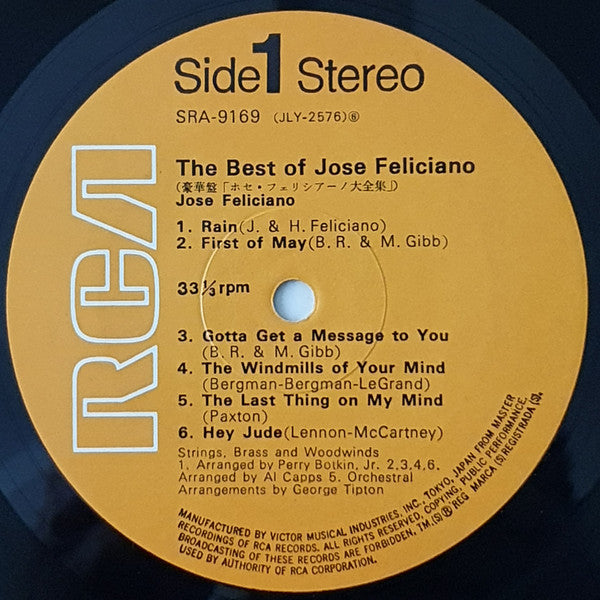 Side 1 Stereo
SRA-9169 (JLY-2576)Ⓑ
RCA
The Best of Jose Feliciano
(豪華盤「ホセ・フェリシアーノ大全集」)
Jose Feliciano
1. Rain(J. & H. Feliciano)
2. First of May(B. R. & M. Gibb)
33⅓ rpm
3. Gotta Get a Message to You
(B. R. & M. Gibb)
4. The Windmills of Your Mind
(Bergman-Bergman-LeGrand)
5. The Last Thing on My Mind
(Paxton)
6. Hey Jude(Lennon-McCartney)
Strings, Brass and Woodwinds
1. Arranged by Perry Botkin, Jr. 2.3.4.6.
Arranged by Al Capps 5. Orchestral
Arrangements by George Tipton
MANUFACTURED BY VICTOR MUSICAL INDUSTRIES, INC., TOKYO, JAPAN FROM MASTER
RECORDINGS OF RCA RECORDS. ALL RIGHTS RESERVED, COPYING, PUBLIC PERFORMANCE,
BROADCASTING OF THESE RECORDS ARE FORBIDDEN, TM,(S)® REG MARCA (S) REGISTRADA (S),
USED BY AUTHORITY OF RCA CORPORATION.